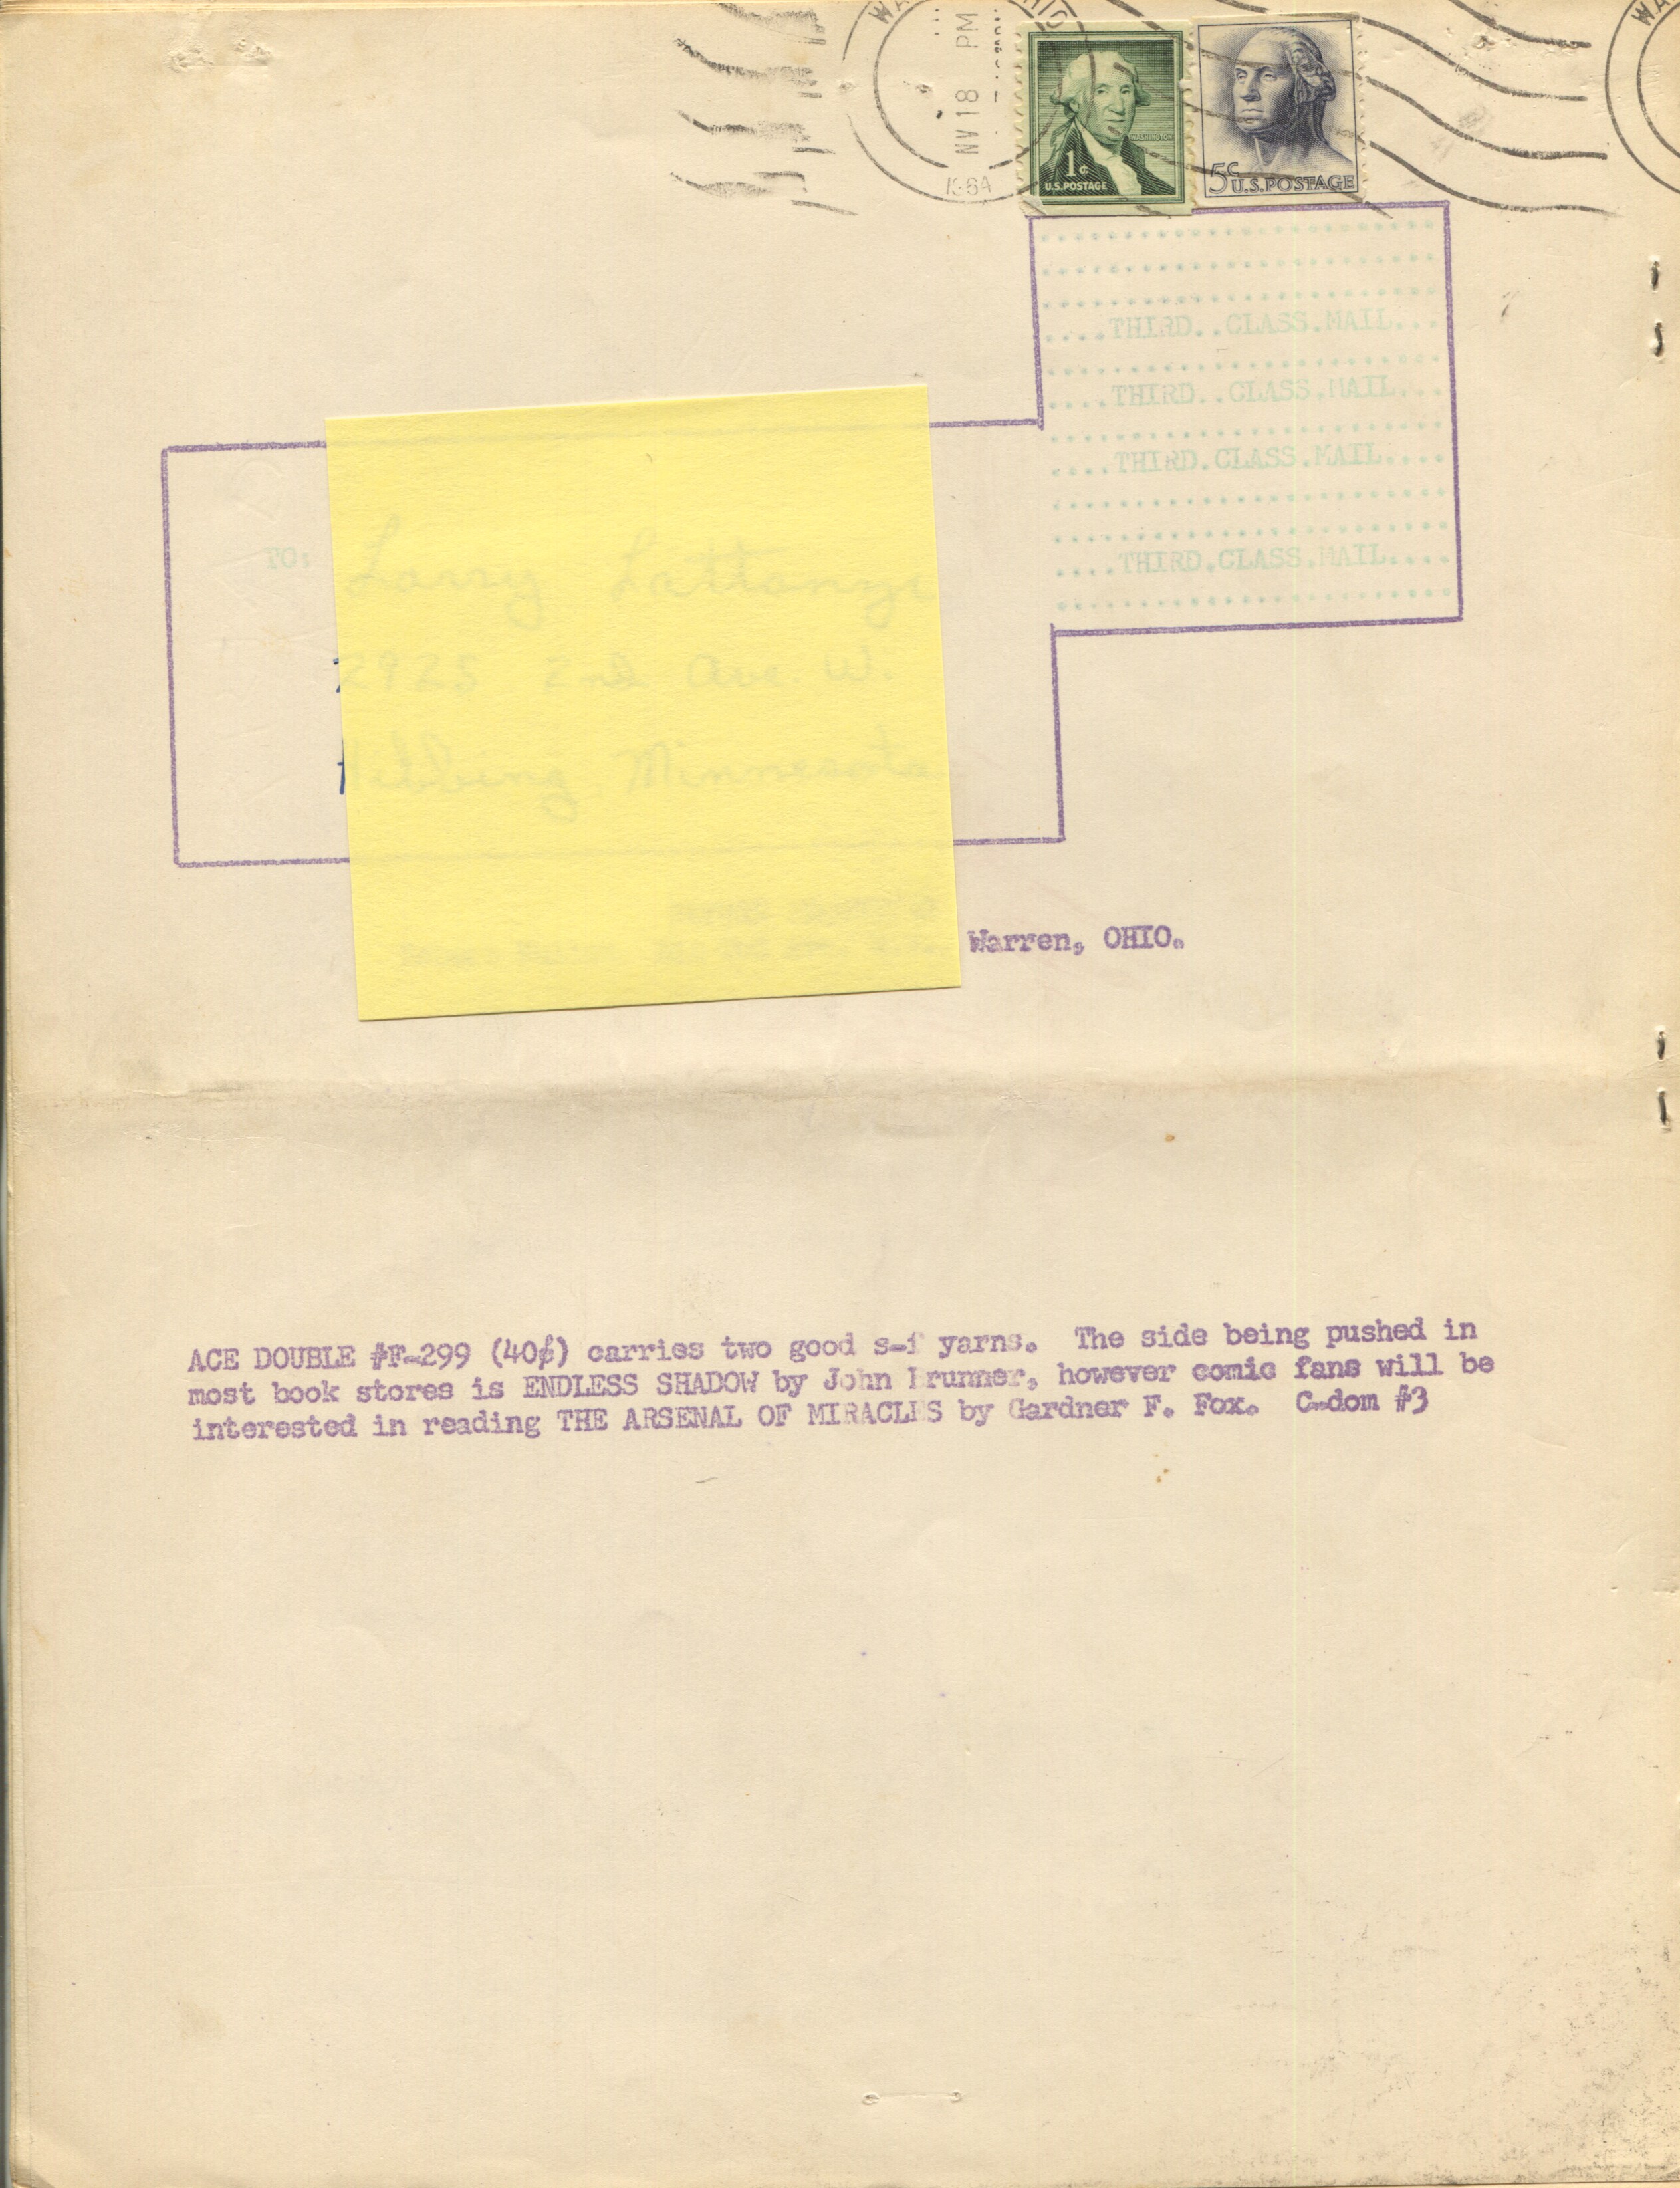 WA
HIO
NV 18 PM
1964
WASHINGTON
1¢
U.S. POSTAGE
5¢ U.S. POSTAGE
WA
....THIRD..CLASS.MAIL...
....THIRD..CLASS.MAIL...
....THIRD.CLASS.MAIL....
....THIRD.CLASS.MAIL....
TO:
Warren, OHIO.
ACE DOUBLE #F-299 (40¢) carries two good s-f yarns. The side being pushed in
most book stores is ENDLESS SHADOW by John Brunner, however comic fans will be
interested in reading THE ARSENAL OF MIRACLES by Gardner F. Fox. C-dom #3